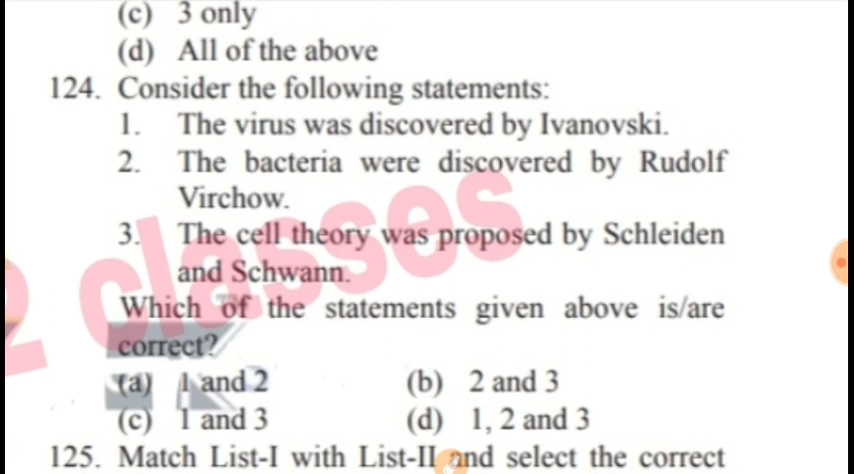 (c) 3 only
(d) All of the above
124. Consider the following statements:
1. The virus was discovered by Ivanovski.
2. The bacteria were discovered by Rudolf
Virchow.
3. The cell theory was proposed by Schleiden
and Schwann.
Which of the statements given above is/are
correct?
(a) 1 and 2 (b) 2 and 3
(c) 1 and 3 (d) 1, 2 and 3
125. Match List-I with List-II and select the correct
2 classes